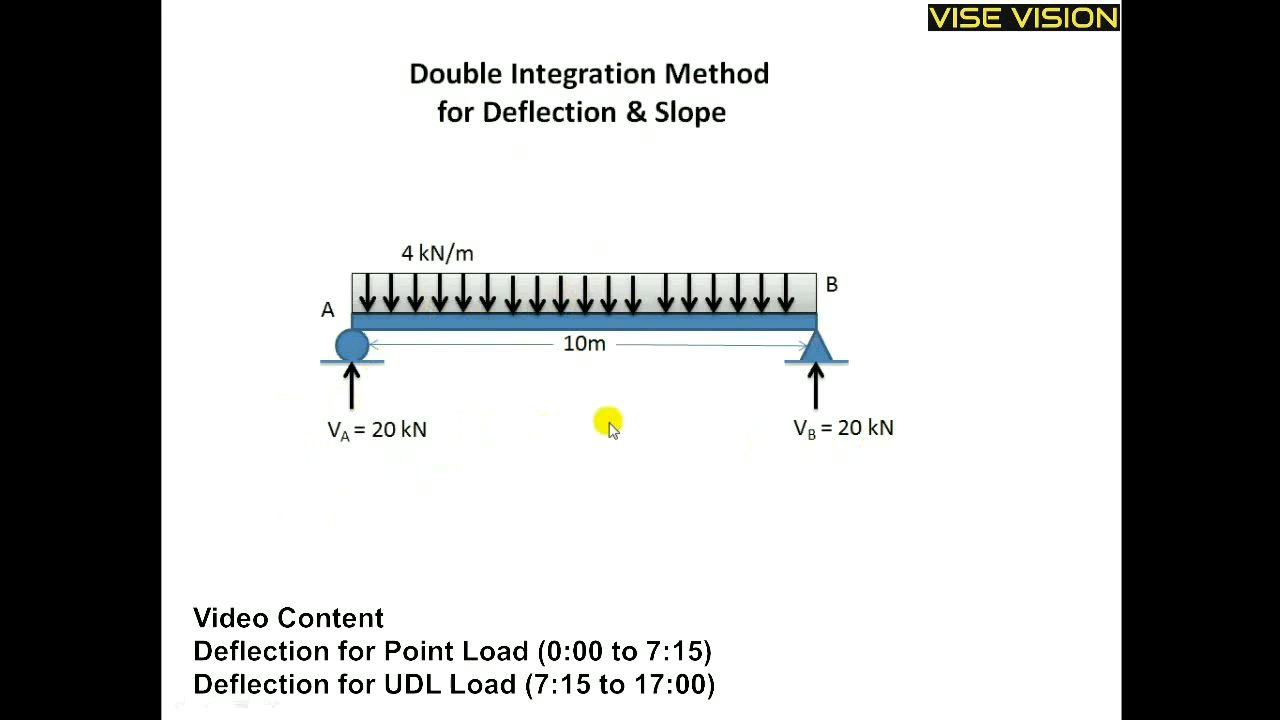 VISE VISION
Double Integration Method
for Deflection & Slope
4 kN/m
B
A
10m
VA = 20 kN
VB = 20 kN
Video Content
Deflection for Point Load (0:00 to 7:15)
Deflection for UDL Load (7:15 to 17:00)